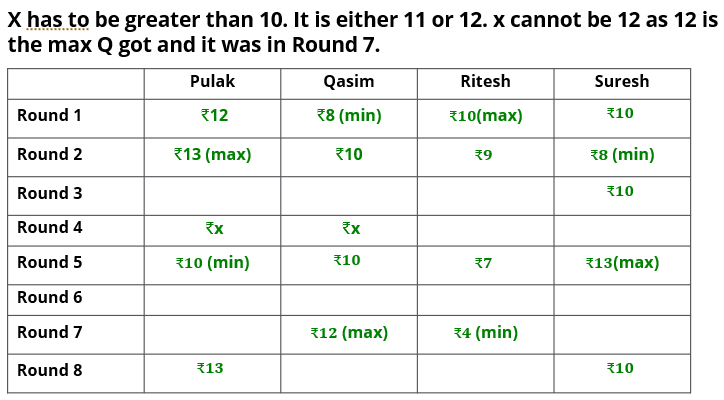 X has to be greater than 10. It is either 11 or 12. x cannot be 12 as 12 is
the max Q got and it was in Round 7.
Pulak Qasim Ritesh Suresh
Round 1 ₹12 ₹8 (min) ₹10(max) ₹10
Round 2 ₹13 (max) ₹10 ₹9 ₹8 (min)
Round 3 ₹10
Round 4 ₹x ₹x
Round 5 ₹10 (min) ₹10 ₹7 ₹13(max)
Round 6
Round 7 ₹12 (max) ₹4 (min)
Round 8 ₹13 ₹10